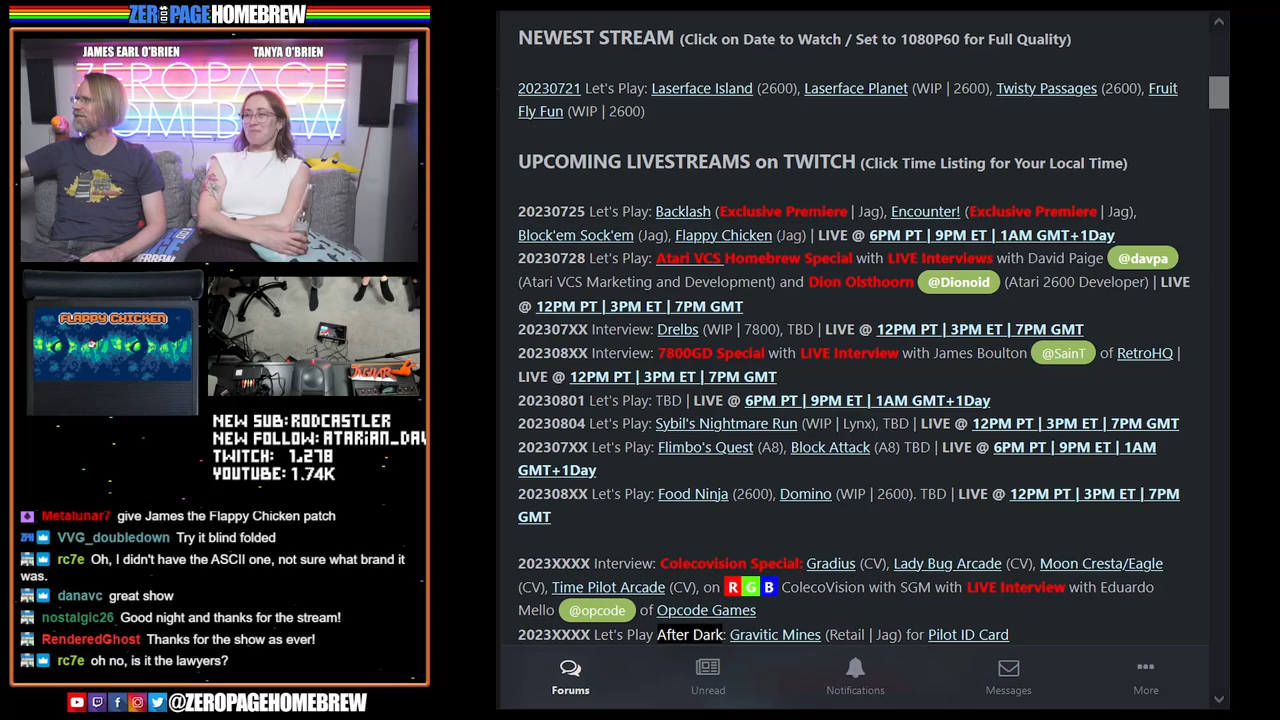 ZEROPAGEHOMEBREW
JAMES EARL O'BRIEN
TANYA O'BRIEN
ZEROPAGE
HOMEBREW
FLAPPY CHICKEN
JAGUAR
NEW SUB:RODCASTLER
NEW FOLLOW:ATARIAN_DAV
TWITCH: 1,278
YOUTUBE: 1.74K
Metalunar7 give James the Flappy Chicken patch
ZPH VVG_doubledown Try it blind folded
rc7e Oh, I didn't have the ASCII one, not sure what brand it
was.
danavc great show
nostalgic26 Good night and thanks for the stream!
RenderedGhost Thanks for the show as ever!
rc7e oh no, is it the lawyers?
@ZEROPAGEHOMEBREW
NEWEST STREAM (Click on Date to Watch / Set to 1080P60 for Full Quality)
20230721 Let's Play: Laserface Island (2600), Laserface Planet (WIP | 2600), Twisty Passages (2600), Fruit
Fly Fun (WIP | 2600)
UPCOMING LIVESTREAMS on TWITCH (Click Time Listing for Your Local Time)
20230725 Let's Play: Backlash (Exclusive Premiere | Jag), Encounter! (Exclusive Premiere | Jag),
Block'em Sock'em (Jag), Flappy Chicken (Jag) | LIVE @ 6PM PT | 9PM ET | 1AM GMT+1Day
20230728 Let's Play: Atari VCS Homebrew Special with LIVE Interviews with David Paige @davpa
(Atari VCS Marketing and Development) and Dion Olsthoorn @Dionoid (Atari 2600 Developer) | LIVE
@ 12PM PT | 3PM ET | 7PM GMT
202307XX Interview: Drelbs (WIP | 7800), TBD | LIVE @ 12PM PT | 3PM ET | 7PM GMT
202308XX Interview: 7800GD Special with LIVE Interview with James Boulton @SainT of RetroHQ |
LIVE @ 12PM PT | 3PM ET | 7PM GMT
20230801 TBD | LIVE @ 6PM PT | 9PM ET | 1AM GMT+1Day
20230804 Sybil's Nightmare Run (WIP | Lynx), TBD | LIVE @ 12PM PT | 3PM ET | 7PM GMT
202307XX Let's Play: Flimbo's Quest (A8), Block Attack (A8) TBD | LIVE @ 6PM PT | 9PM ET | 1AM
GMT+1Day
202308XX Let's Play: Food Ninja (2600), Domino (WIP | 2600). TBD | LIVE @ 12PM PT | 3PM ET | 7PM
GMT
2023XXXX Interview: Colecovision Special: Gradius (CV), Lady Bug Arcade (CV), Moon Cresta/Eagle
(CV), Time Pilot Arcade (CV), on R G B ColecoVision with SGM with LIVE Interview with Eduardo
Mello @opcode of Opcode Games
2023XXXX Let's Play After Dark: Gravitic Mines (Retail | Jag) for Pilot ID Card
Forums
Unread
Notifications
Messages
More